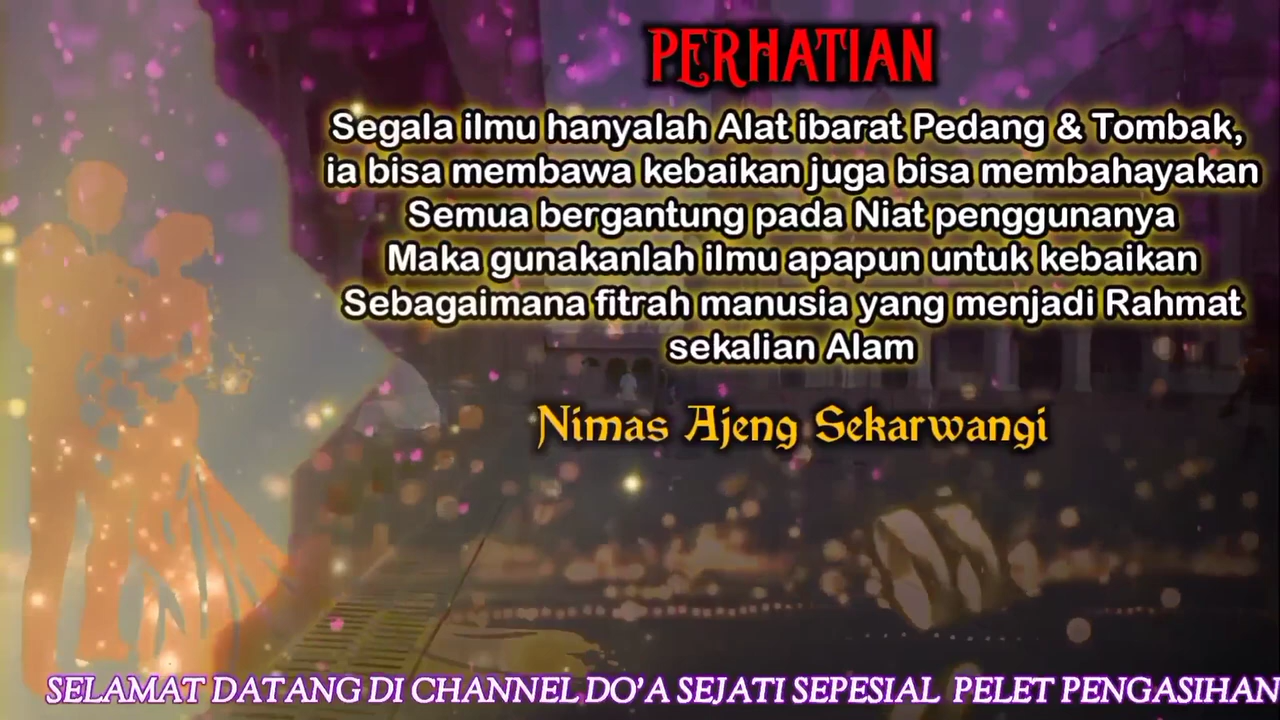 PERHATIAN
Segala ilmu hanyalah Alat ibarat Pedang & Tombak,
ia bisa membawa kebaikan juga bisa membahayakan
Semua bergantung pada Niat penggunanya
Maka gunakanlah ilmu apapun untuk kebaikan
Sebagaimana fitrah manusia yang menjadi Rahmat
sekalian Alam
Nimas Ajeng Sekarwangi
SELAMAT DATANG DI CHANNEL DO'A SEJATI SEPESIAL PELET PENGASIHAN